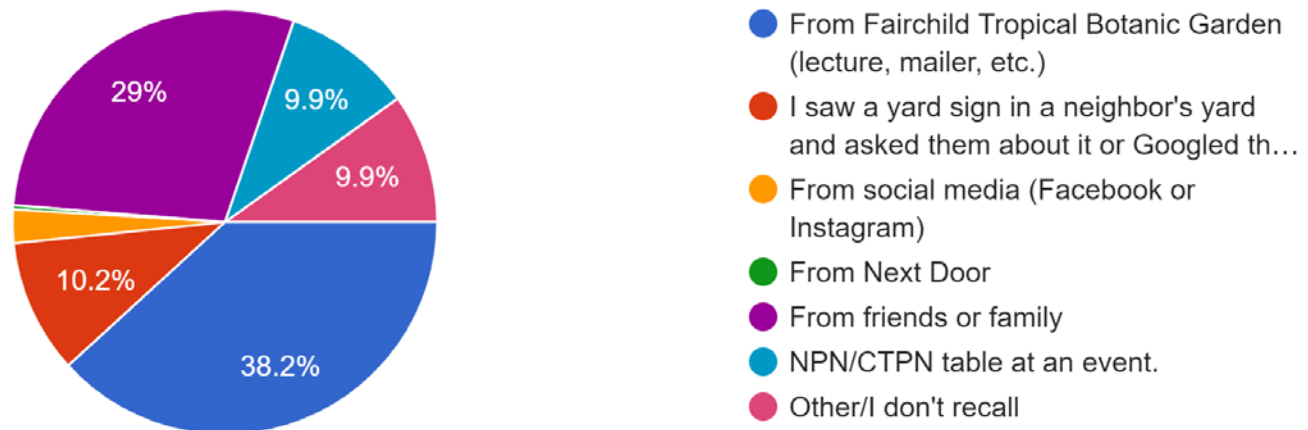 29%
9.9%
9.9%
10.2%
38.2%
From Fairchild Tropical Botanic Garden
(lecture, mailer, etc.)
I saw a yard sign in a neighbor's yard
and asked them about it or Googled th…
From social media (Facebook or
Instagram)
From Next Door
From friends or family
NPN/CTPN table at an event.
Other/I don't recall